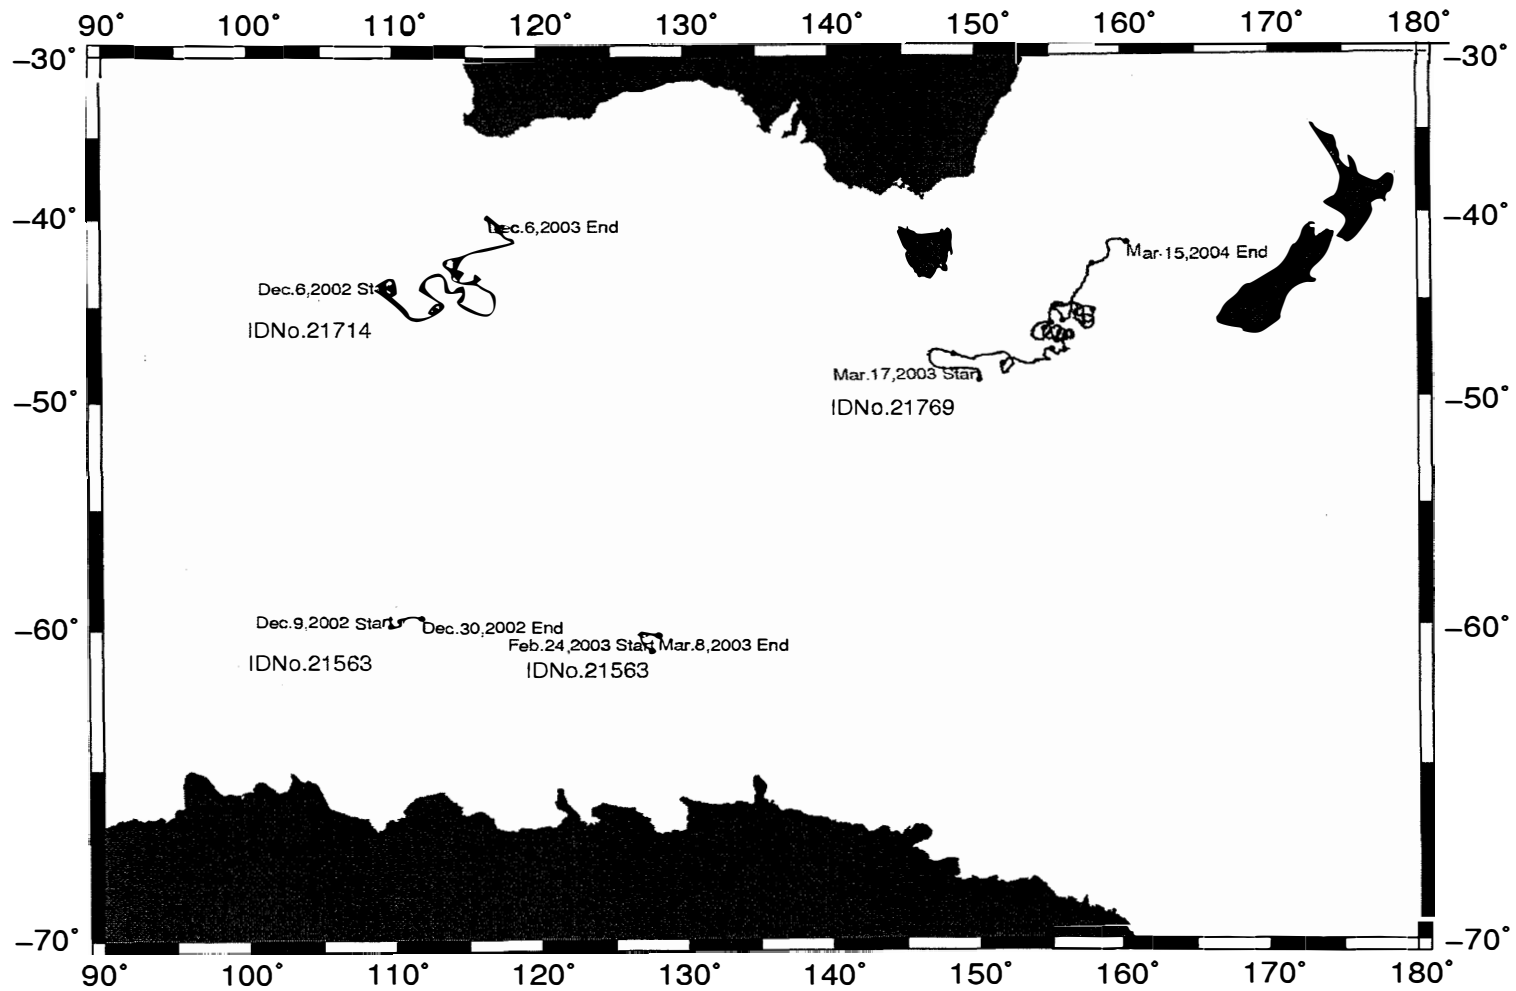 90° 100° 110° 120° 130° 140° 150° 160° 170° 180°
−30° −30°
−40° −40°
Dec.6,2003 End
Mar.15,2004 End
Dec.6,2002 Sta
IDNo.21714
Mar.17,2003 Start
−50° −50°
IDNo.21769
Dec.9,2002 Start
Dec.30,2002 End
−60° −60°
Feb.24,2003 Start Mar.8,2003 End
IDNo.21563
IDNo.21563
−70° −70°
90° 100° 110° 120° 130° 140° 150° 160° 170° 180°